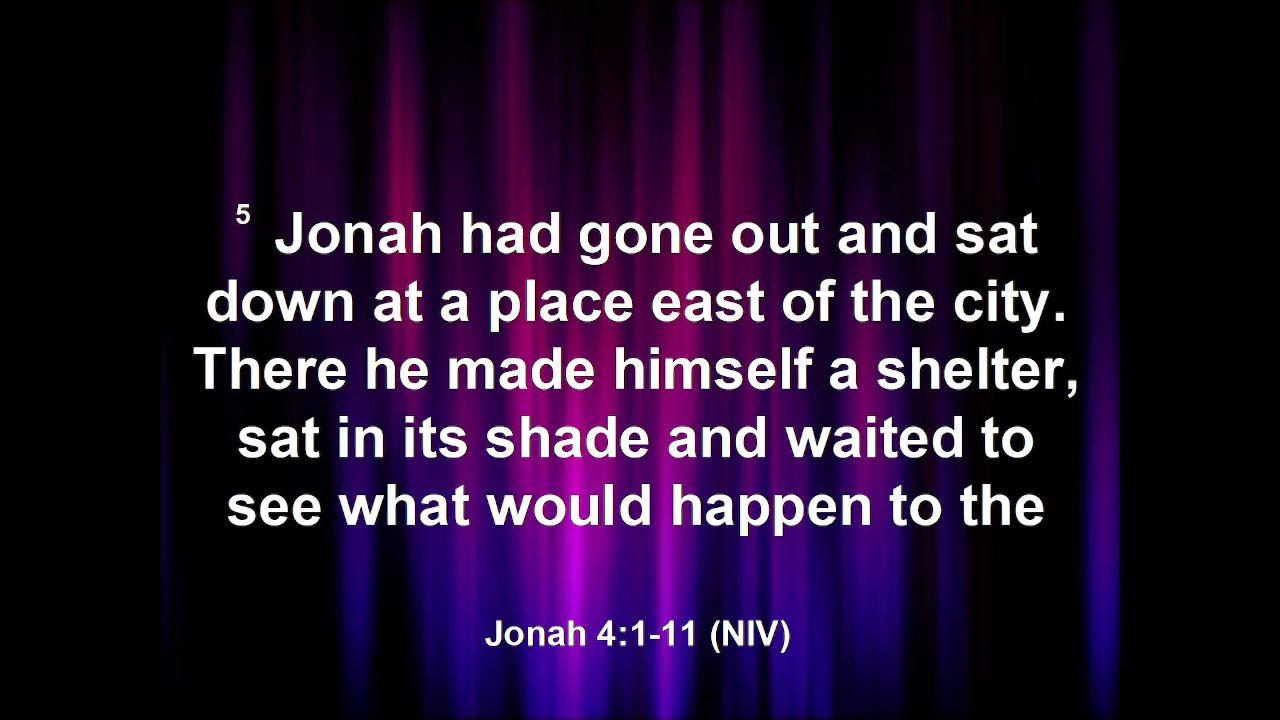 5 Jonah had gone out and sat
down at a place east of the city.
There he made himself a shelter,
sat in its shade and waited to
see what would happen to the
Jonah 4:1-11 (NIV)